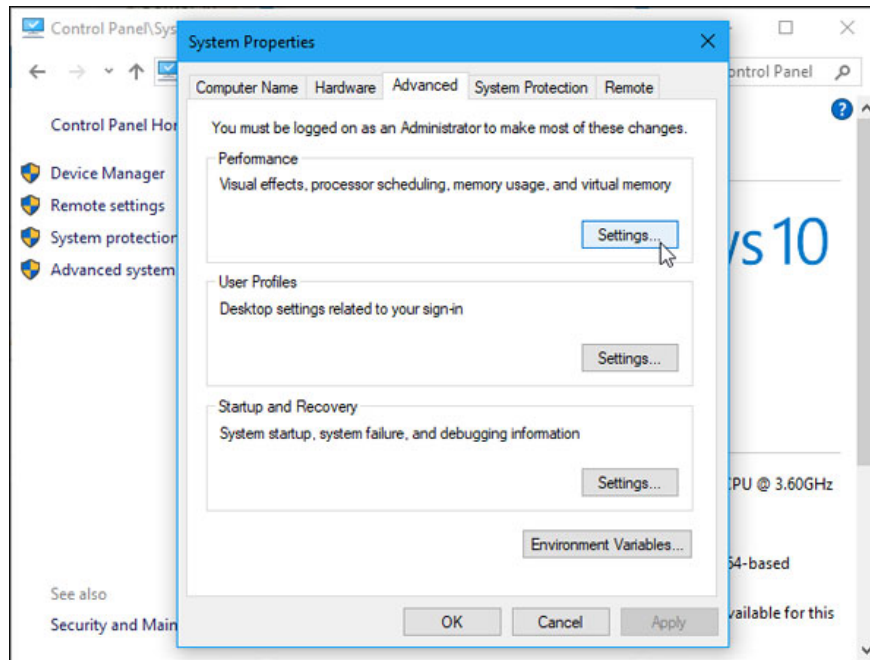 Control Panel\Sys
System Properties
Control Panel
Computer Name Hardware Advanced System Protection Remote
Control Panel Hor
You must be logged on as an Administrator to make most of these changes.
Performance
Visual effects, processor scheduling, memory usage, and virtual memory
Settings...
Device Manager
Remote settings
System protection
Advanced system
ws 10
User Profiles
Desktop settings related to your sign-in
Settings...
Startup and Recovery
System startup, system failure, and debugging information
Settings...
CPU @ 3.60GHz
Environment Variables...
64-based
See also
Security and Main
vailable for this
OK Cancel Apply